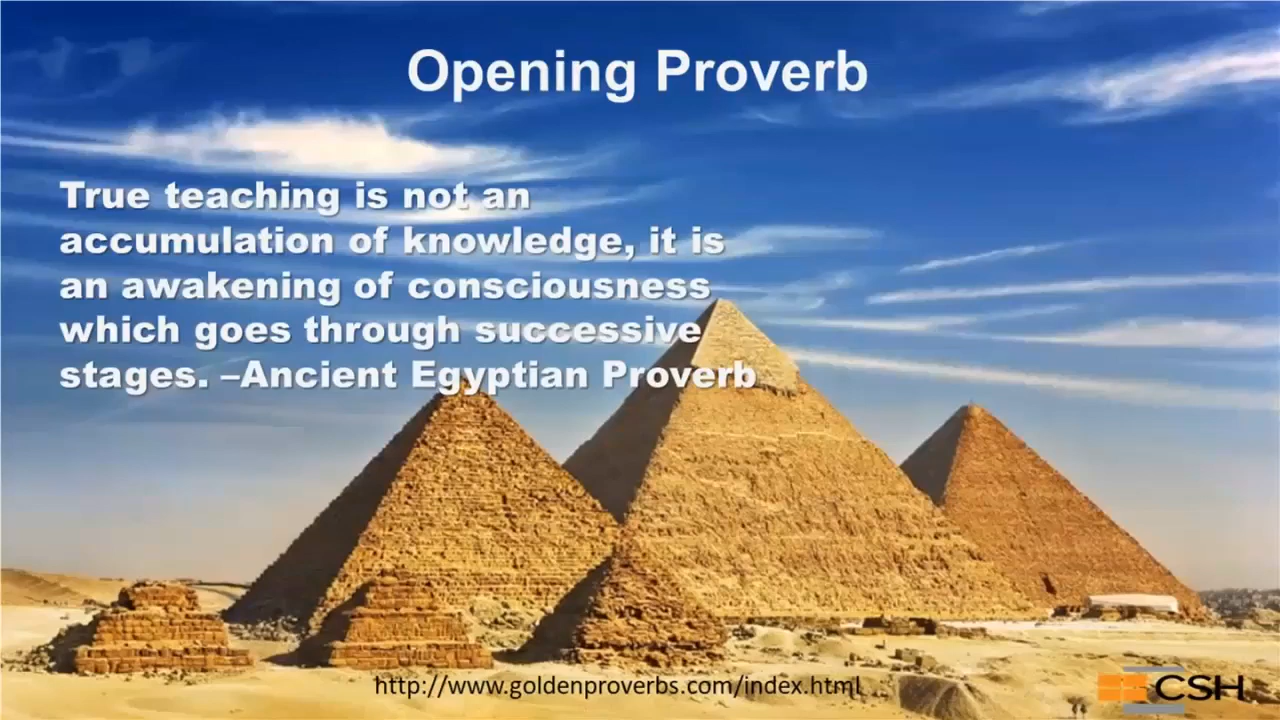 Opening Proverb
True teaching is not an
accumulation of knowledge, it is
an awakening of consciousness
which goes through successive
stages. –Ancient Egyptian Proverb
http://www.goldenproverbs.com/index.html
CSH